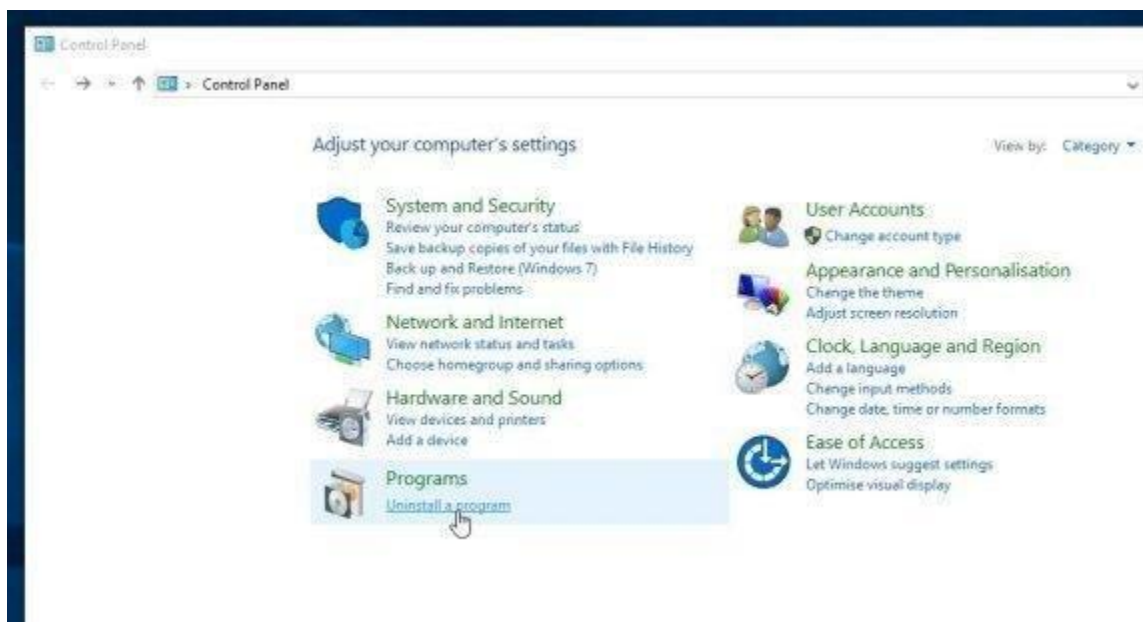 Control Panel
Control Panel
Adjust your computer's settings
View by: Category
System and Security
Review your computer's status
Save backup copies of your files with File History
Back up and Restore (Windows 7)
Find and fix problems
Network and Internet
View network status and tasks
Choose homegroup and sharing options
Hardware and Sound
View devices and printers
Add a device
Programs
Uninstall a program
User Accounts
Change account type
Appearance and Personalisation
Change the theme
Adjust screen resolution
Clock, Language and Region
Add a language
Change input methods
Change date, time or number formats
Ease of Access
Let Windows suggest settings
Optimise visual display